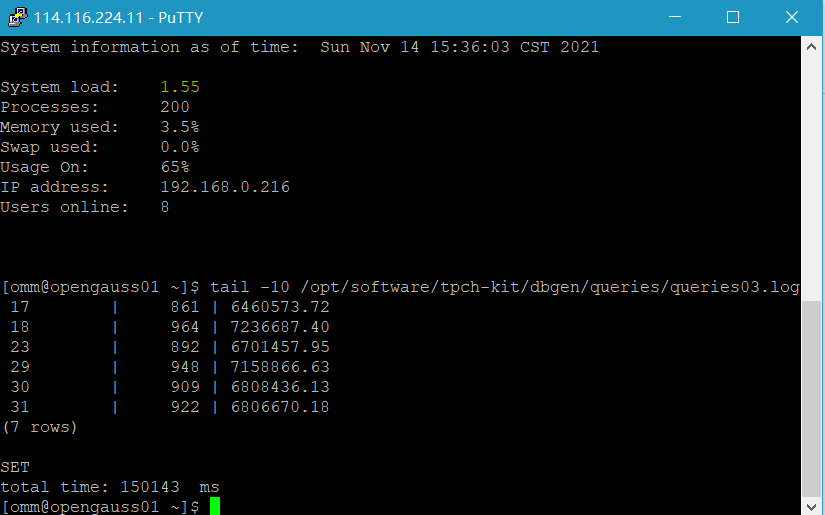 114.116.224.11 - PuTTY
System information as of time:  Sun Nov 14 15:36:03 CST 2021
System load:    1.55
Processes:      200
Memory used:    3.5%
Swap used:      0.0%
Usage On:       65%
IP address:     192.168.0.216
Users online:   8
[omm@opengauss01 ~]$ tail -10 /opt/software/tpch-kit/dbgen/queries/queries03.log
 17        |     861 | 6460573.72
 18        |     964 | 7236687.40
 23        |     892 | 6701457.95
 29        |     948 | 7158866.63
 30        |     909 | 6808436.13
 31        |     922 | 6806670.18
(7 rows)
SET
total time: 150143  ms
[omm@opengauss01 ~]$